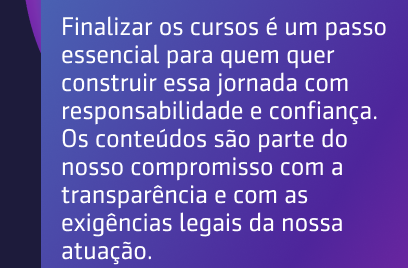 Finalizar os cursos é um passo
essencial para quem quer
construir essa jornada com
responsabilidade e confiança.
Os conteúdos são parte do
nosso compromisso com a
transparência e com as
exigências legais da nossa
atuação.